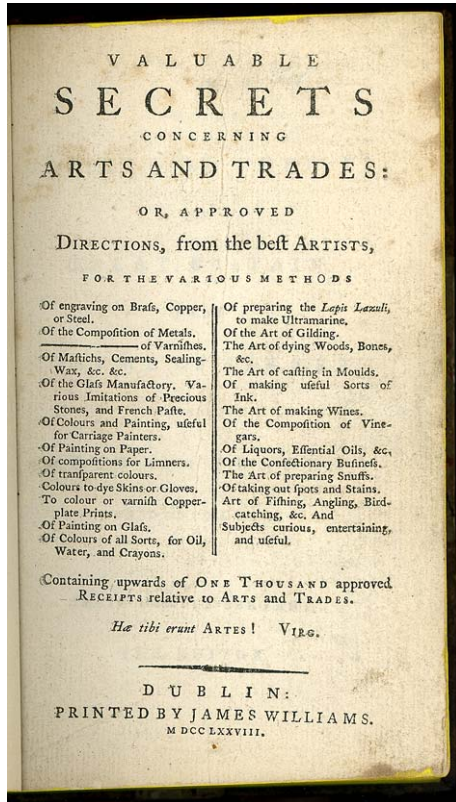 VALUABLE
SECRETS
CONCERNING
ARTS AND TRADES:
OR, APPROVED
DIRECTIONS, from the beſt ARTISTS,
FOR THE VARIOUS METHODS
Of engraving on Braſs, Copper,
or Steel.
Of the Compoſition of Metals.
——— of Varniſhes.
Of Maſtichs, Cements, Sealing-
Wax, &c. &c.
Of the Glaſs Manufactory. Va-
rious Imitations of Precious
Stones, and French Paſte.
Of Colours and Painting, uſeful
for Carriage Painters.
Of Painting on Paper.
Of compoſitions for Limners.
Of tranſparent colours.
Colours to dye Skins or Gloves.
To colour or varniſh Copper-
plate Prints.
Of Painting on Glaſs.
Of Colours of all Sorts, for Oil,
Water, and Crayons.
Of preparing the Lapis Lazuli,
to make Ultramarine.
Of the Art of Gilding.
The Art of dying Woods, Bones,
&c.
The Art of caſting in Moulds.
Of making uſeful Sorts of
Ink.
The Art of making Wines.
Of the Compoſition of Vine-
gars.
Of Liquors, Eſſential Oils, &c.
Of the Confectionary Buſineſs.
The Art of preparing Snuffs.
Of taking out ſpots and Stains.
Art of Fiſhing, Angling, Bird-
catching, &c. And
Subjects curious, entertaining,
and uſeful.
Containing upwards of ONE THOUSAND approved
RECEIPTS relative to ARTS and TRADES.
Hæ tibi erunt ARTES! VIRG.
DUBLIN:
PRINTED BY JAMES WILLIAMS.
M DCC LXXVIII.